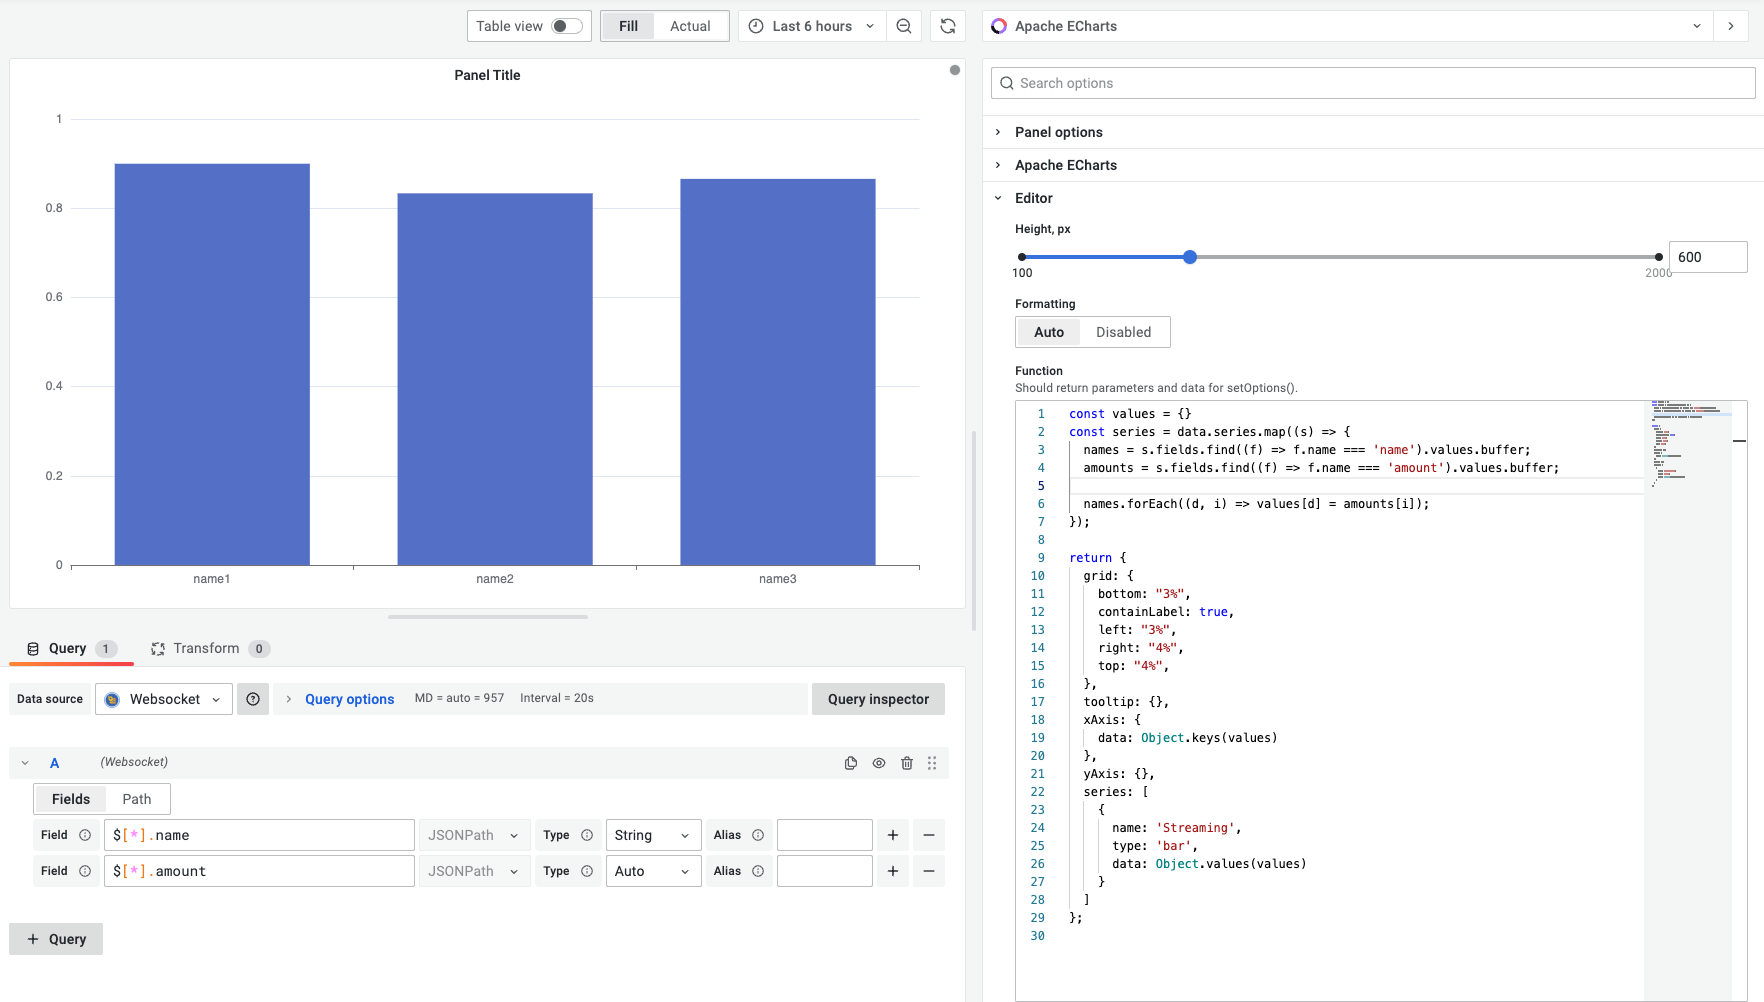 Table view
Fill
Actual
Last 6 hours
Apache ECharts
Panel Title
Search options
Panel options
Apache ECharts
Editor
Height, px
100
2000
600
Formatting
Auto
Disabled
Function
Should return parameters and data for setOptions().
1
0.8
0.6
0.4
0.2
0
name1
name2
name3
Query 1
Transform 0
Data source
Websocket
Query options
MD = auto = 957
Interval = 20s
Query inspector
A
(Websocket)
Fields
Path
Field
$[*].name
JSONPath
Type
String
Alias
Field
$[*].amount
JSONPath
Type
Auto
Alias
+ Query
1 const values = {}
2 const series = data.series.map((s) => {
3 names = s.fields.find((f) => f.name === 'name').values.buffer;
4 amounts = s.fields.find((f) => f.name === 'amount').values.buffer;
5
6 names.forEach((d, i) => values[d] = amounts[i]);
7 });
8
9 return {
10 grid: {
11 bottom: "3%",
12 containLabel: true,
13 left: "3%",
14 right: "4%",
15 top: "4%",
16 },
17 tooltip: {},
18 xAxis: {
19 data: Object.keys(values)
20 },
21 yAxis: {},
22 series: [
23 {
24 name: 'Streaming',
25 type: 'bar',
26 data: Object.values(values)
27 }
28 ]
29 };
30